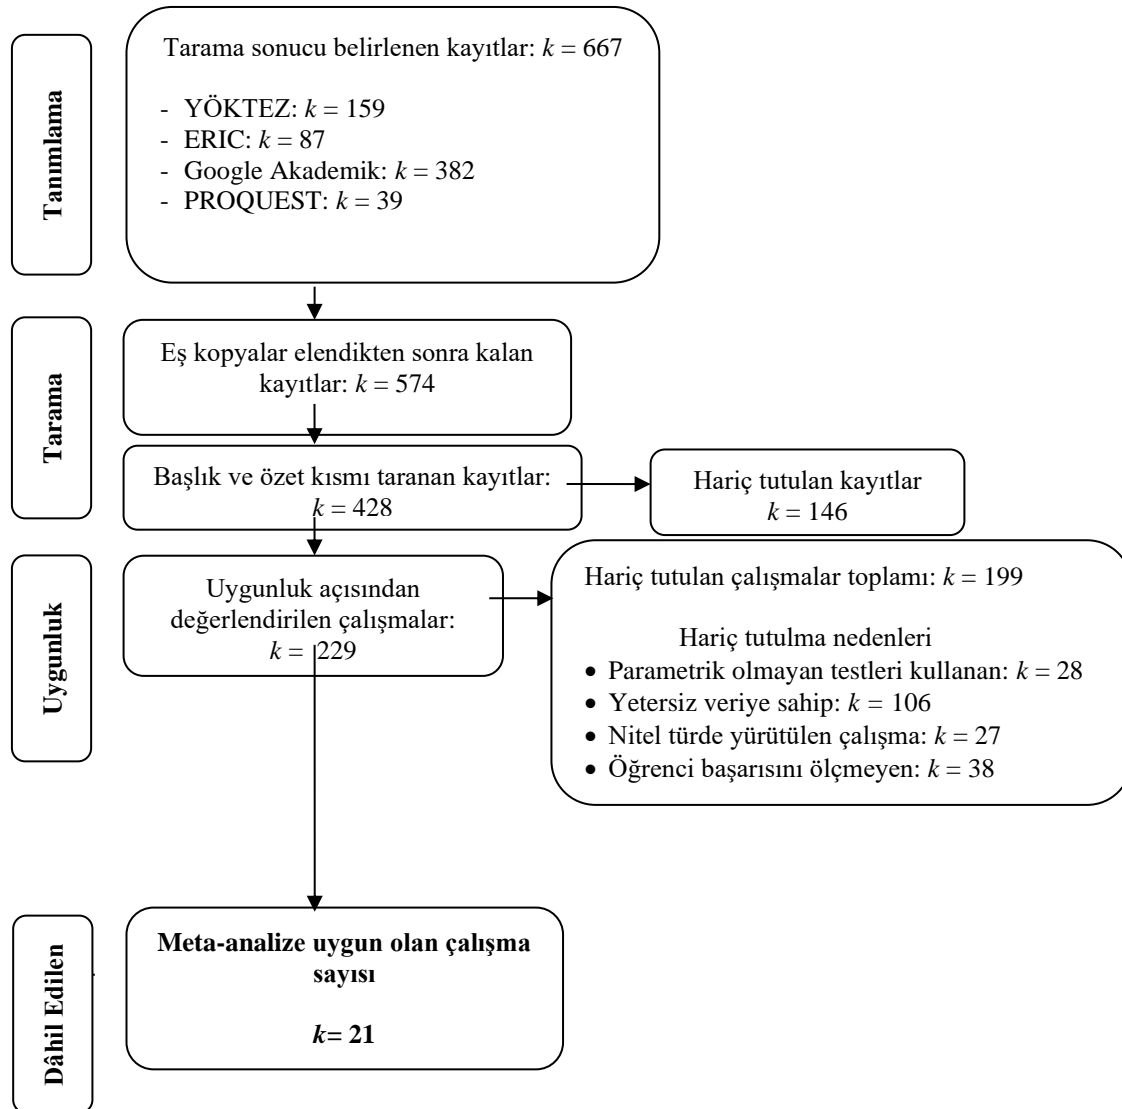 Tanımlama
Tarama sonucu belirlenen kayıtlar: k = 667
- YÖKTEZ: k = 159
- ERIC: k = 87
- Google Akademik: k = 382
- PROQUEST: k = 39
Tarama
Eş kopyalar elendikten sonra kalan
kayıtlar: k = 574
Başlık ve özet kısmı taranan kayıtlar:
k = 428
Hariç tutulan kayıtlar
k = 146
Uygunluk
Uygunluk açısından
değerlendirilen çalışmalar:
k = 229
Hariç tutulan çalışmalar toplamı: k = 199
Hariç tutulma nedenleri
• Parametrik olmayan testleri kullanan: k = 28
• Yetersiz veriye sahip: k = 106
• Nitel türde yürütülen çalışma: k = 27
• Öğrenci başarısını ölçmeyen: k = 38
Dâhil Edilen
Meta-analize uygun olan çalışma
sayısı
k= 21